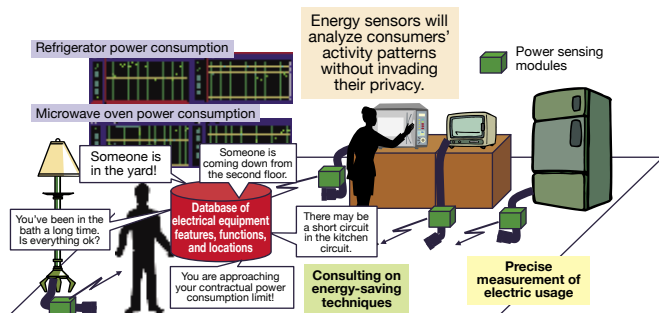 Energy sensors will
analyze consumers’
activity patterns
without invading
their privacy.
Power sensing
modules
Refrigerator power consumption
Microwave oven power consumption
Someone is
in the yard!
Someone is
coming down from
the second floor.
You’ve been in the
bath a long time.
Is everything ok?
Database of
electrical equipment
features, functions,
and locations
There may be
a short circuit
in the kitchen
circuit.
You are approaching
your contractual power
consumption limit!
Consulting on
energy-saving
techniques
Precise
measurement of
electric usage